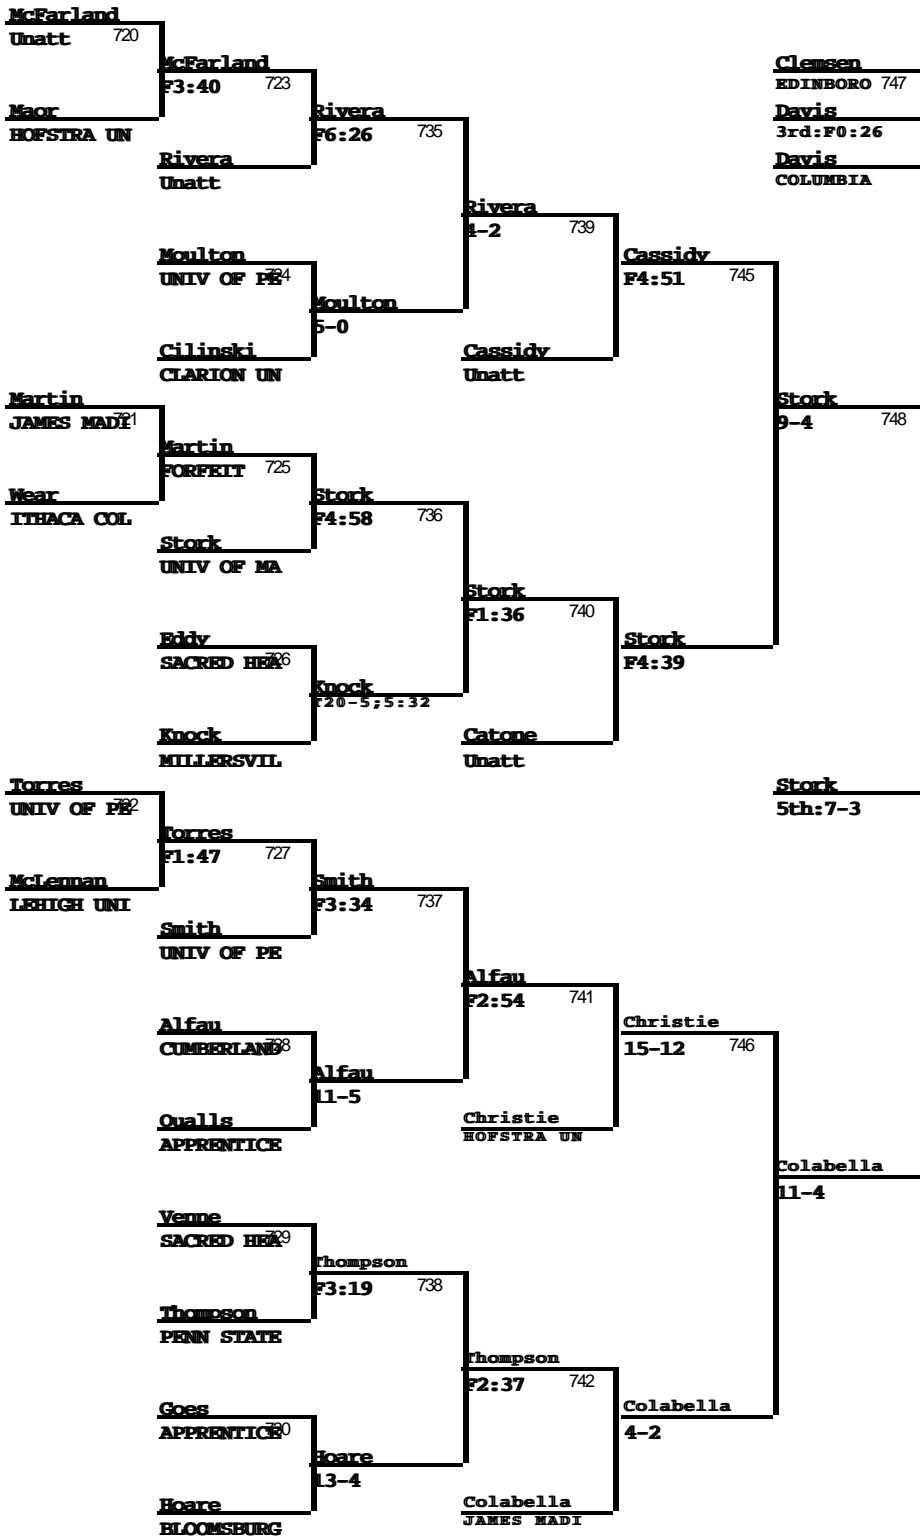 McFarland
Unatt 720
McFarland
F3:40 723
Maor
HOFSTRA UN
Rivera
F6:26 735
Rivera
Unatt
Rivera
4-2 739
Moulton
UNIV OF PE 724
Moulton
5-0
Cilinski
CLARION UN
Cassidy
F4:51 745
Cassidy
Unatt
Clemsen
EDINBORO 747
Davis
3rd:F0:26
Davis
COLUMBIA
Martin
JAMES MADI 721
Martin
FORFEIT 725
Wear
ITHACA COL
Stork
F4:58 736
Stork
UNIV OF MA
Stork
F1:36 740
Eddy
SACRED HEA 726
Knock
T20-5;5:32
Knock
MILLERSVIL
Stork
F4:39
Catone
Unatt
Stork
9-4 748
Torres
UNIV OF PE 722
Torres
F1:47 727
McLennan
LEHIGH UNI
Smith
F3:34 737
Smith
UNIV OF PE
Alfau
F2:54 741
Alfau
CUMBERLAND 728
Alfau
11-5
Qualls
APPRENTICE
Christie
15-12 746
Christie
HOFSTRA UN
Stork
5th:7-3
Venne
SACRED HEA 729
Thompson
F3:19 738
Thompson
PENN STATE
Thompson
F2:37 742
Goes
APPRENTICE 730
Hoare
13-4
Hoare
BLOOMSBURG
Colabella
4-2
Colabella
JAMES MADI
Colabella
11-4